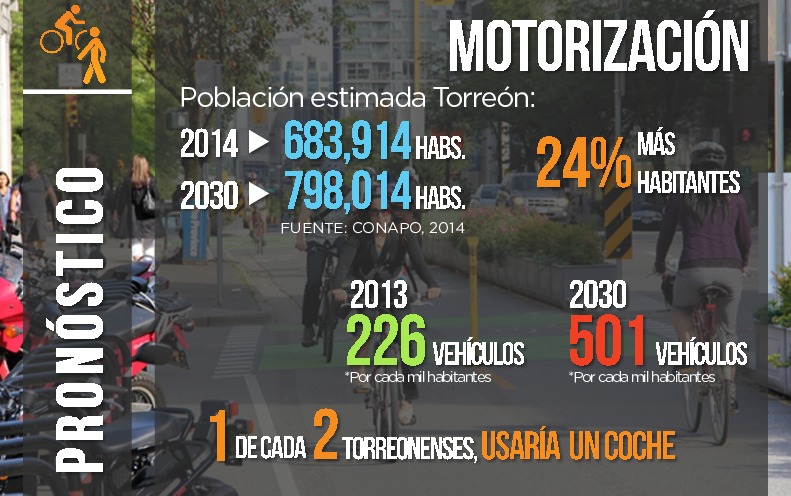 MOTORIZACIÓN
PRONÓSTICO
Población estimada Torreón:
2014 ▶ 683,914 HABS.
2030 ▶ 798,014 HABS.
FUENTE: CONAPO, 2014
24% MÁS
HABITANTES
2013
226 VEHÍCULOS
*Por cada mil habitantes
2030
501 VEHÍCULOS
*Por cada mil habitantes
1 DE CADA 2 TORREONENSES, USARÍA UN COCHE